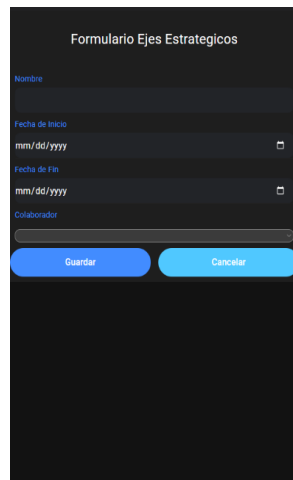 Formulario Ejes Estrategicos
Nombre
Fecha de Inicio
mm/dd/yyyy
Fecha de Fin
mm/dd/yyyy
Colaborador
Guardar Cancelar